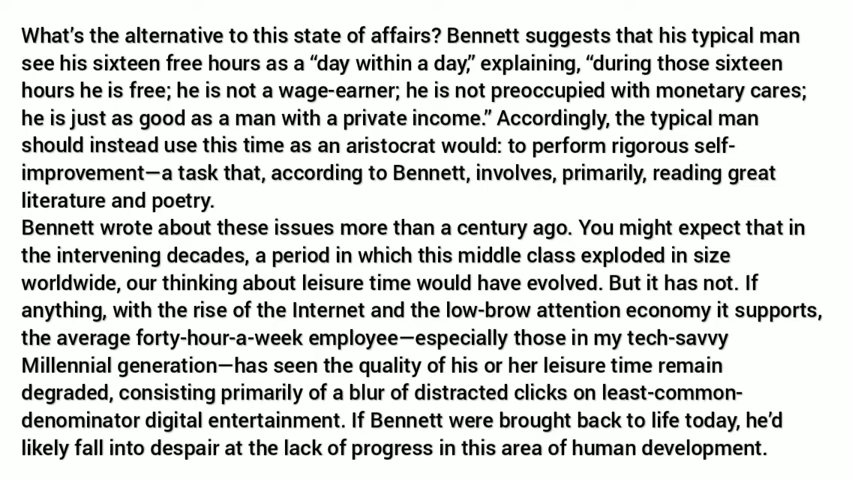 What’s the alternative to this state of affairs? Bennett suggests that his typical man
see his sixteen free hours as a “day within a day,” explaining, “during those sixteen
hours he is free; he is not a wage-earner; he is not preoccupied with monetary cares;
he is just as good as a man with a private income.” Accordingly, the typical man
should instead use this time as an aristocrat would: to perform rigorous self-
improvement—a task that, according to Bennett, involves, primarily, reading great
literature and poetry.
Bennett wrote about these issues more than a century ago. You might expect that in
the intervening decades, a period in which this middle class exploded in size
worldwide, our thinking about leisure time would have evolved. But it has not. If
anything, with the rise of the Internet and the low-brow attention economy it supports,
the average forty-hour-a-week employee—especially those in my tech-savvy
Millennial generation—has seen the quality of his or her leisure time remain
degraded, consisting primarily of a blur of distracted clicks on least-common-
denominator digital entertainment. If Bennett were brought back to life today, he’d
likely fall into despair at the lack of progress in this area of human development.